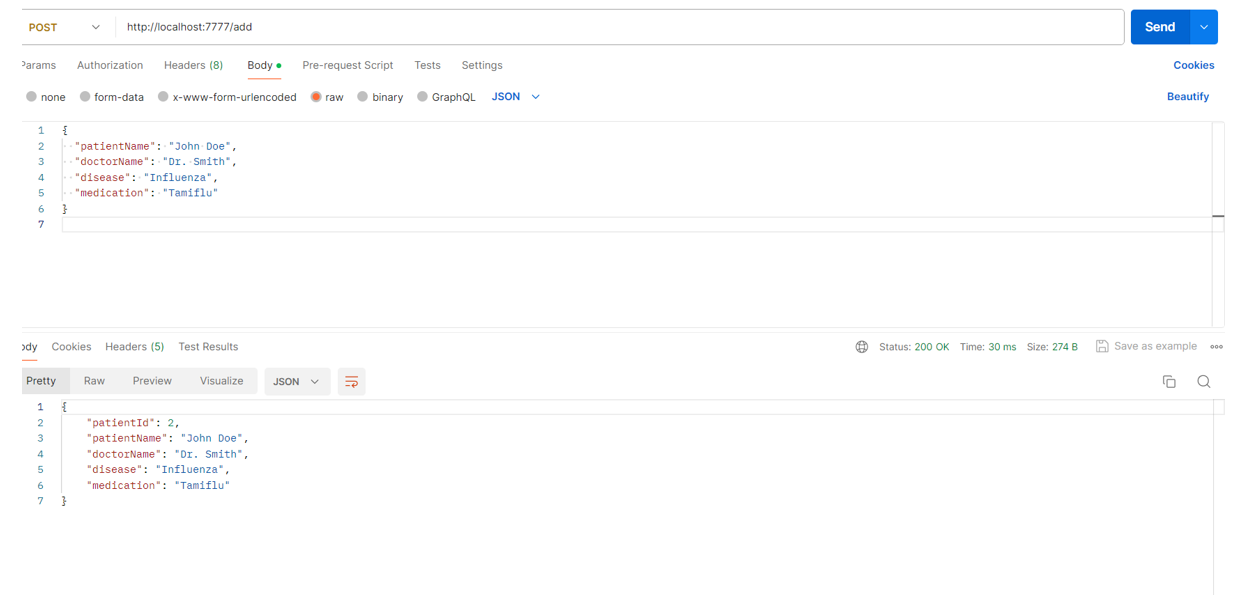 POST http://localhost:7777/add Send
Params Authorization Headers (8) Body Pre-request Script Tests Settings Cookies
none form-data x-www-form-urlencoded raw binary GraphQL JSON Beautify
1 {
2 "patientName": "John Doe",
3 "doctorName": "Dr. Smith",
4 "disease": "Influenza",
5 "medication": "Tamiflu"
6 }
7
ody Cookies Headers (5) Test Results Status: 200 OK Time: 30 ms Size: 274 B Save as example
Pretty Raw Preview Visualize JSON
1 {
2 "patientId": 2,
3 "patientName": "John Doe",
4 "doctorName": "Dr. Smith",
5 "disease": "Influenza",
6 "medication": "Tamiflu"
7 }